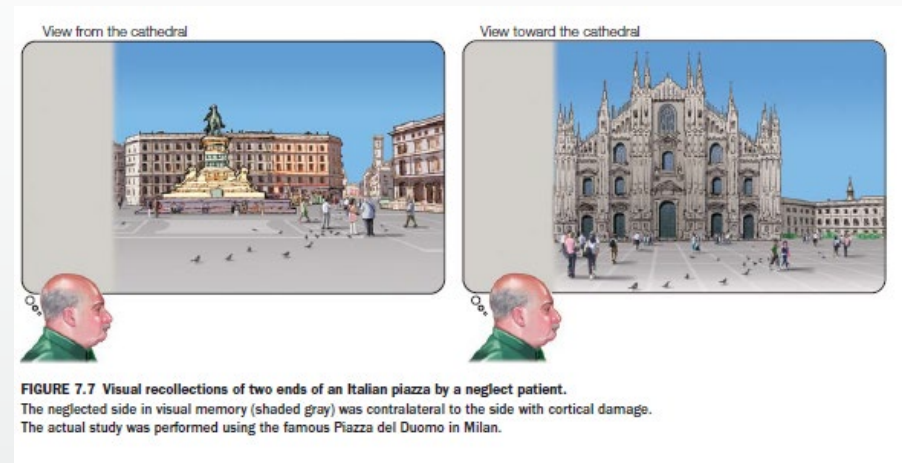 View from the cathedral
View toward the cathedral
FIGURE 7.7 Visual recollections of two ends of an Italian piazza by a neglect patient.
The neglected side in visual memory (shaded gray) was contralateral to the side with cortical damage.
The actual study was performed using the famous Piazza del Duomo in Milan.